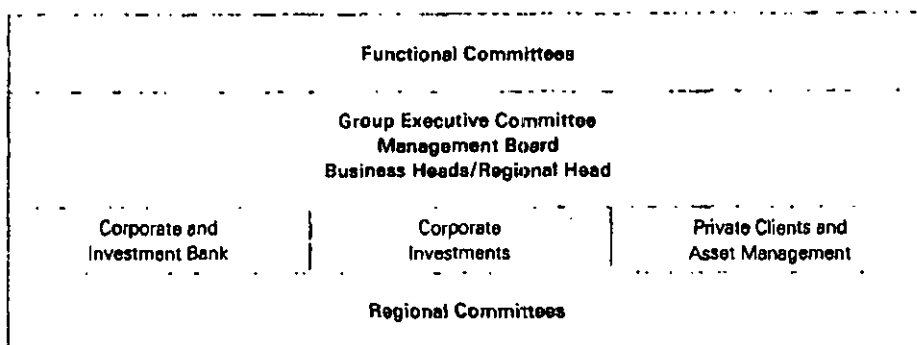 Functional Committees
Group Executive Committee
Management Board
Business Heads/Regional Head
Corporate and
Investment Bank
Corporate
Investments
Private Clients and
Asset Management
Regional Committees